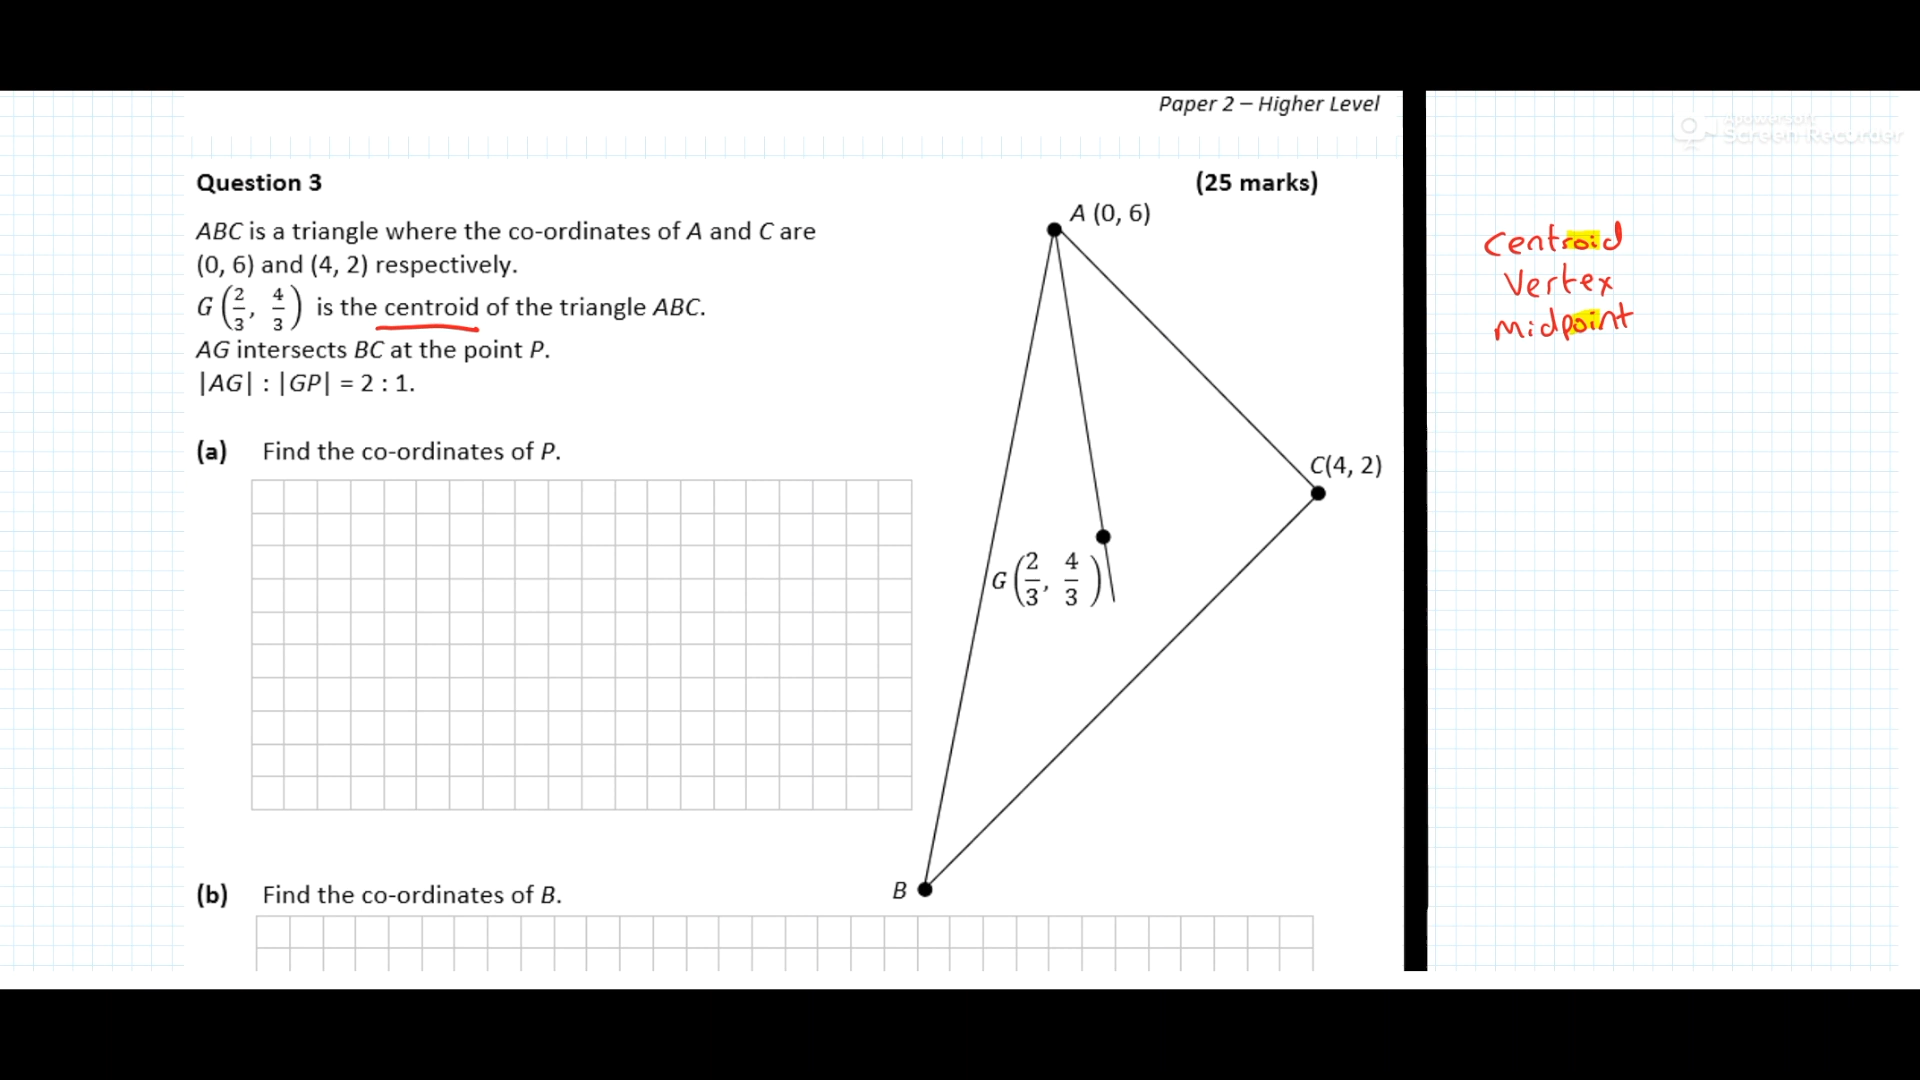 Paper 2 – Higher Level
Apowersoft
Screen Recorder
Question 3 (25 marks)
ABC is a triangle where the co-ordinates of A and C are
(0, 6) and (4, 2) respectively.
G (2/3, 4/3) is the centroid of the triangle ABC.
AG intersects BC at the point P.
|AG| : |GP| = 2 : 1.
(a) Find the co-ordinates of P.
(b) Find the co-ordinates of B.
A (0, 6)
C(4, 2)
G (2/3, 4/3)
B
Centroid
Vertex
Midpoint